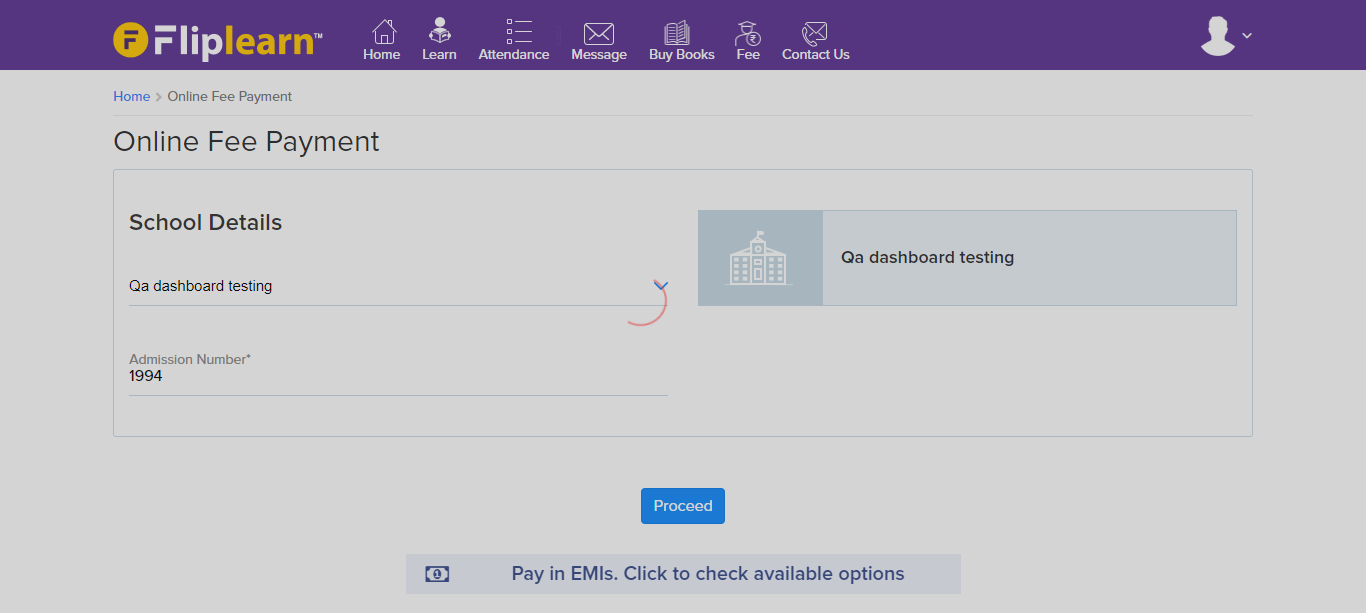 Fliplearn™
Home Learn Attendance Message Buy Books Fee Contact Us
Home > Online Fee Payment
Online Fee Payment
School Details
Qa dashboard testing
Qa dashboard testing
Admission Number*
1994
Proceed
Pay in EMIs. Click to check available options